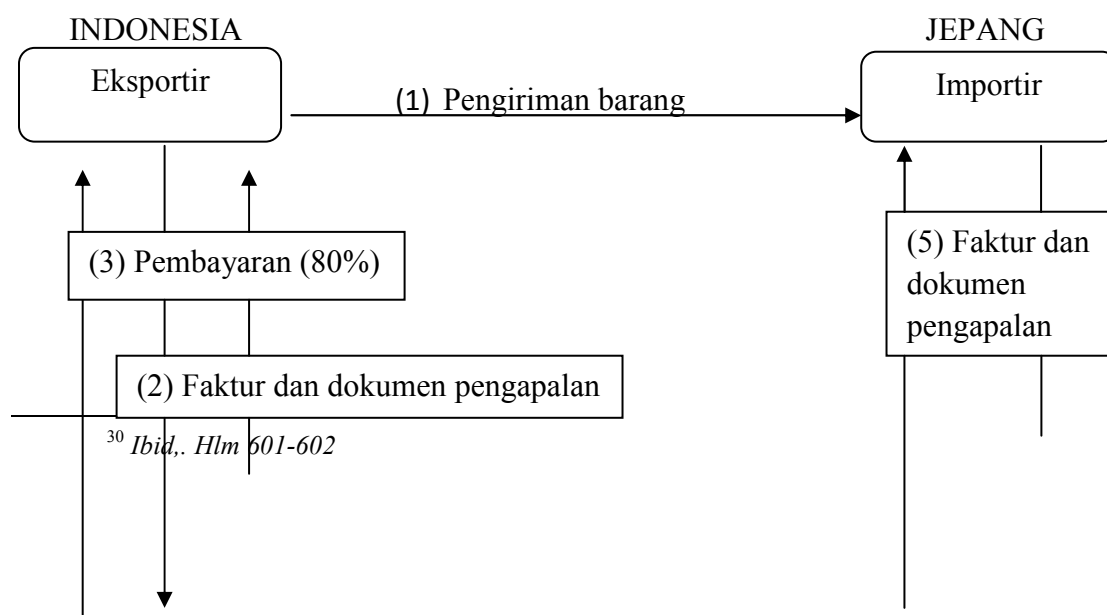 INDONESIA
JEPANG
Eksportir
Importir
(1) Pengiriman barang
(3) Pembayaran (80%)
(5) Faktur dan
dokumen
pengapalan
(2) Faktur dan dokumen pengapalan
30 Ibid,. Hlm 601-602